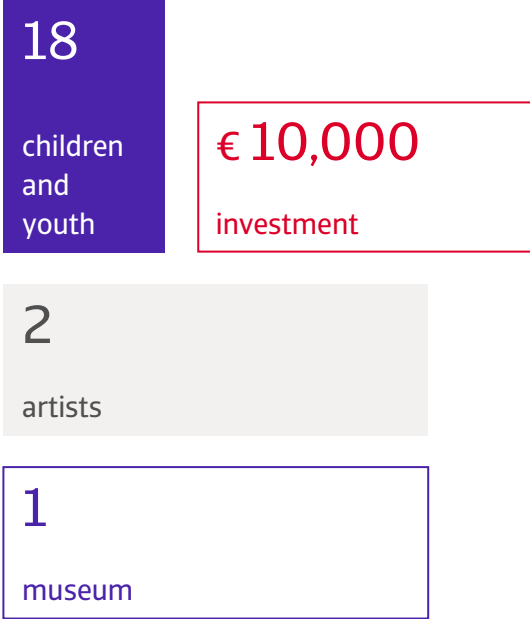 18
children
and
youth
€ 10,000
investment
2
artists
1
museum